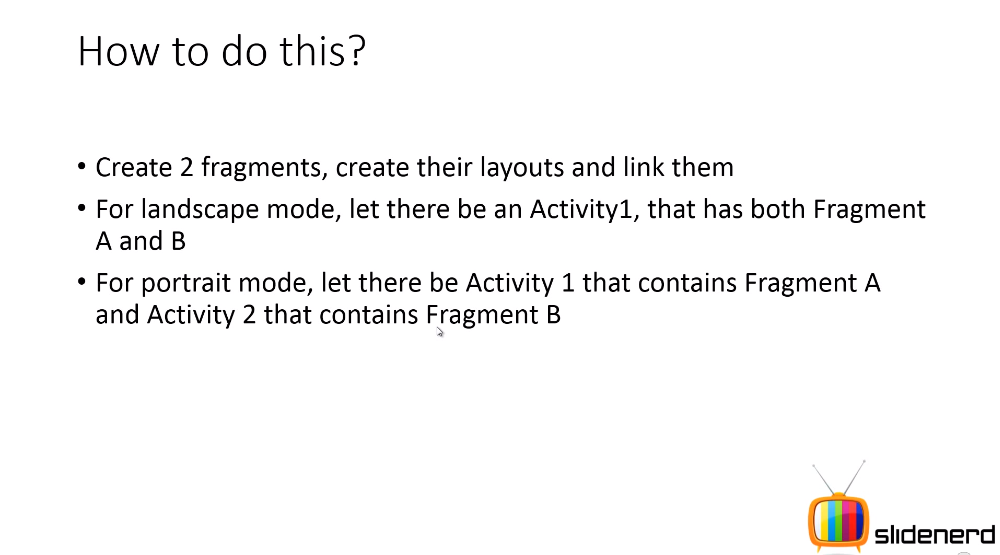 How to do this?
• Create 2 fragments, create their layouts and link them
• For landscape mode, let there be an Activity1, that has both Fragment
A and B
• For portrait mode, let there be Activity 1 that contains Fragment A
and Activity 2 that contains Fragment B
slidenerd